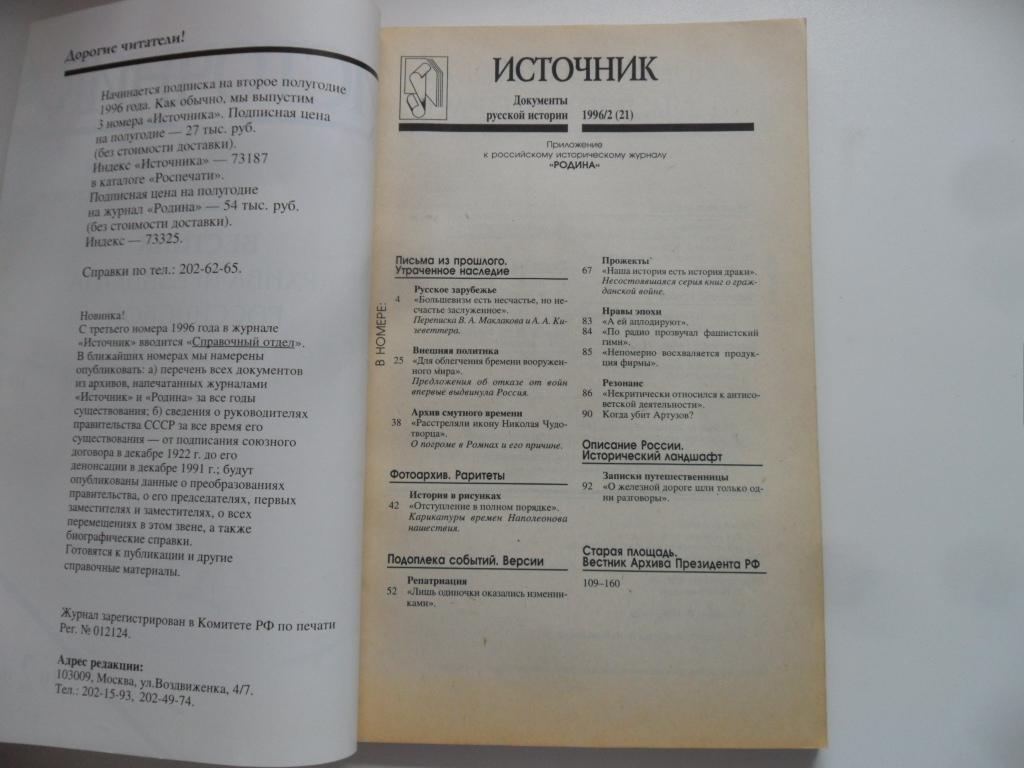 Дорогие читатели!
Начинается подписка на второе полугодие
1996 года. Как обычно, мы выпустим
3 номера «Источника». Подписная цена
на полугодие — 27 тыс. руб.
(без стоимости доставки).
Индекс «Источника» — 73187
в каталоге «Роспечати».
Подписная цена на полугодие
на журнал «Родина» — 54 тыс. руб.
(без стоимости доставки).
Индекс — 73325.
Справки по тел.: 202-62-65.
Новинка!
С третьего номера 1996 года в журнале
«Источник» вводится «Справочный отдел».
В ближайших номерах мы намерены
опубликовать: а) перечень всех документов
из архивов, напечатанных журналами
«Источник» и «Родина» за все годы
существования; б) сведения о руководителях
правительства СССР за все время его
существования — от подписания союзного
договора в декабре 1922 г. до его
денонсации в декабре 1991 г.; будут
опубликованы данные о преобразованиях
правительства, о его председателях, первых
заместителях и заместителях, о всех
перемещениях в этом звене, а также
биографические справки.
Готовятся к публикации и другие
справочные материалы.
Журнал зарегистрирован в Комитете РФ по печати
Рег. № 012124.
Адрес редакции:
103009, Москва, ул.Воздвиженка, 4/7.
Тел.: 202-15-93, 202-49-74.
ИСТОЧНИК
Документы
русской истории
1996/2 (21)
Приложение
к российскому историческому журналу
«РОДИНА»
В НОМЕРЕ:
Письма из прошлого.
Утраченное наследие
Русское зарубежье
4 «Большевизм есть несчастье, но не-
счастье заслуженное».
Переписка В. А. Маклакова и А. А. Ки-
зеветтера.
Внешняя политика
25 «Для облегчения бремени вооружен-
ного мира».
Предложения об отказе от войн
впервые выдвинула Россия.
Архив смутного времени
38 «Расстреляли икону Николая Чудо-
творца».
О погроме в Ромнах и его причине.
Фотоархив. Раритеты
История в рисунках
42 «Отступление в полном порядке».
Карикатуры времен Наполеонова
нашествия.
Подоплека событий. Версии
Репатриация
52 «Лишь одиночки оказались изменни-
ками».
Прожекты
67 «Наша история есть история драки».
Несостоявшаяся серия книг о граж-
данской войне.
Нравы эпохи
83 «А ей аплодируют».
84 «По радио прозвучал фашистский
гимн».
85 «Непомерно восхваляется продук-
ция фирмы».
Резонанс
86 «Некритически относился к антисо-
ветской деятельности».
90 Когда убит Артузов?
Описание России.
Исторический ландшафт
Записки путешественницы
92 «О железной дороге шли только од-
ни разговоры».
Старая площадь.
Вестник Архива Президента РФ
109–160